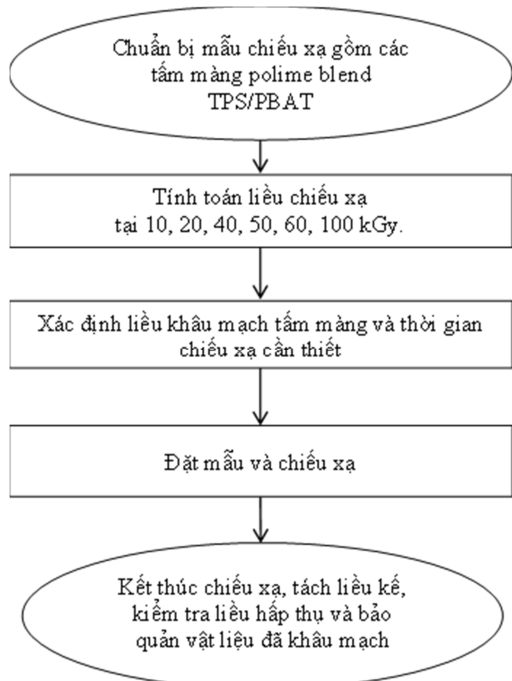 Chuẩn bị mẫu chiếu xạ gồm các
tấm màng polime blend
TPS/PBAT
Tính toán liều chiếu xạ
tại 10, 20, 40, 50, 60, 100 kGy.
Xác định liều khâu mạch tấm màng và thời gian
chiếu xạ cần thiết
Đặt mẫu và chiếu xạ
Kết thúc chiếu xạ, tách liều kế,
kiểm tra liều hấp thụ và bảo
quản vật liệu đã khâu mạch